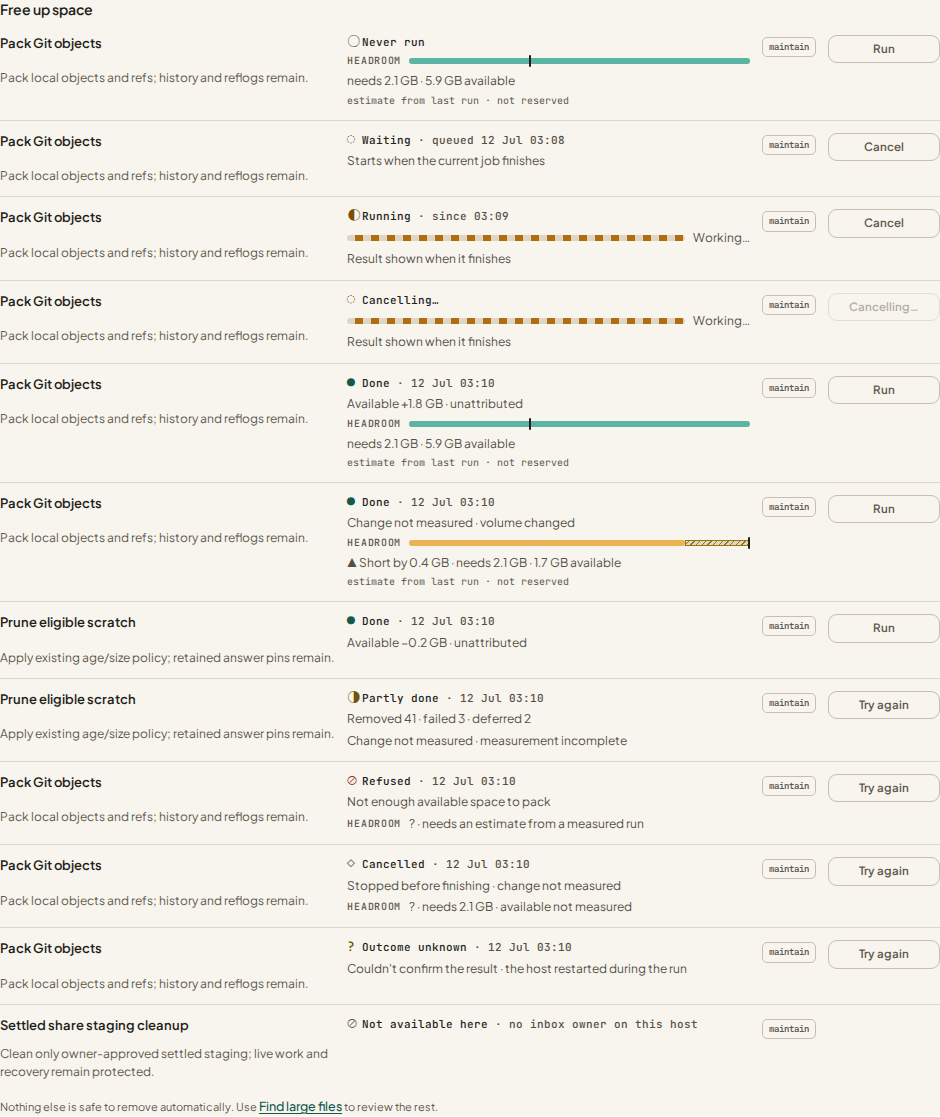 Free up space
Pack Git objects
Never run
maintain
Run
HEADROOM
Pack local objects and refs; history and reflogs remain.
needs 2.1 GB · 5.9 GB available
estimate from last run · not reserved
Pack Git objects
Waiting · queued 12 Jul 03:08
maintain
Cancel
Starts when the current job finishes
Pack local objects and refs; history and reflogs remain.
Pack Git objects
Running · since 03:09
maintain
Cancel
Working…
Pack local objects and refs; history and reflogs remain.
Result shown when it finishes
Pack Git objects
Cancelling…
maintain
Cancelling…
Working…
Pack local objects and refs; history and reflogs remain.
Result shown when it finishes
Pack Git objects
Done · 12 Jul 03:10
maintain
Run
Available +1.8 GB · unattributed
Pack local objects and refs; history and reflogs remain.
HEADROOM
needs 2.1 GB · 5.9 GB available
estimate from last run · not reserved
Pack Git objects
Done · 12 Jul 03:10
maintain
Run
Change not measured · volume changed
Pack local objects and refs; history and reflogs remain.
HEADROOM
▲ Short by 0.4 GB · needs 2.1 GB · 1.7 GB available
estimate from last run · not reserved
Prune eligible scratch
Done · 12 Jul 03:10
maintain
Run
Available −0.2 GB · unattributed
Apply existing age/size policy; retained answer pins remain.
Prune eligible scratch
Partly done · 12 Jul 03:10
maintain
Try again
Removed 41 · failed 3 · deferred 2
Apply existing age/size policy; retained answer pins remain.
Change not measured · measurement incomplete
Pack Git objects
Refused · 12 Jul 03:10
maintain
Try again
Not enough available space to pack
Pack local objects and refs; history and reflogs remain.
HEADROOM ? · needs an estimate from a measured run
Pack Git objects
Cancelled · 12 Jul 03:10
maintain
Try again
Stopped before finishing · change not measured
Pack local objects and refs; history and reflogs remain.
HEADROOM ? · needs 2.1 GB · available not measured
Pack Git objects
? Outcome unknown · 12 Jul 03:10
maintain
Try again
Couldn't confirm the result · the host restarted during the run
Pack local objects and refs; history and reflogs remain.
Settled share staging cleanup
Not available here · no inbox owner on this host
maintain
Clean only owner-approved settled staging; live work and
recovery remain protected.
Nothing else is safe to remove automatically. Use Find large files to review the rest.